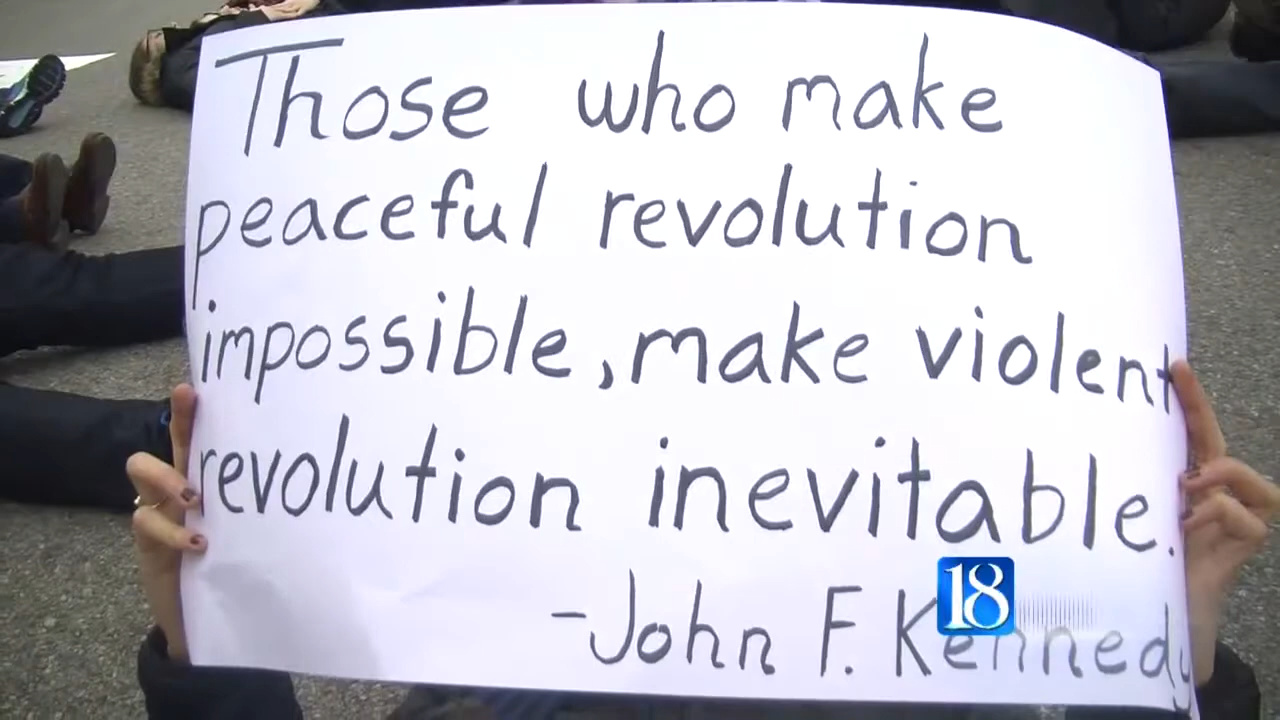 Those who make
peaceful revolution
impossible, make violent
revolution inevitable.
-John F. Kennedy
18